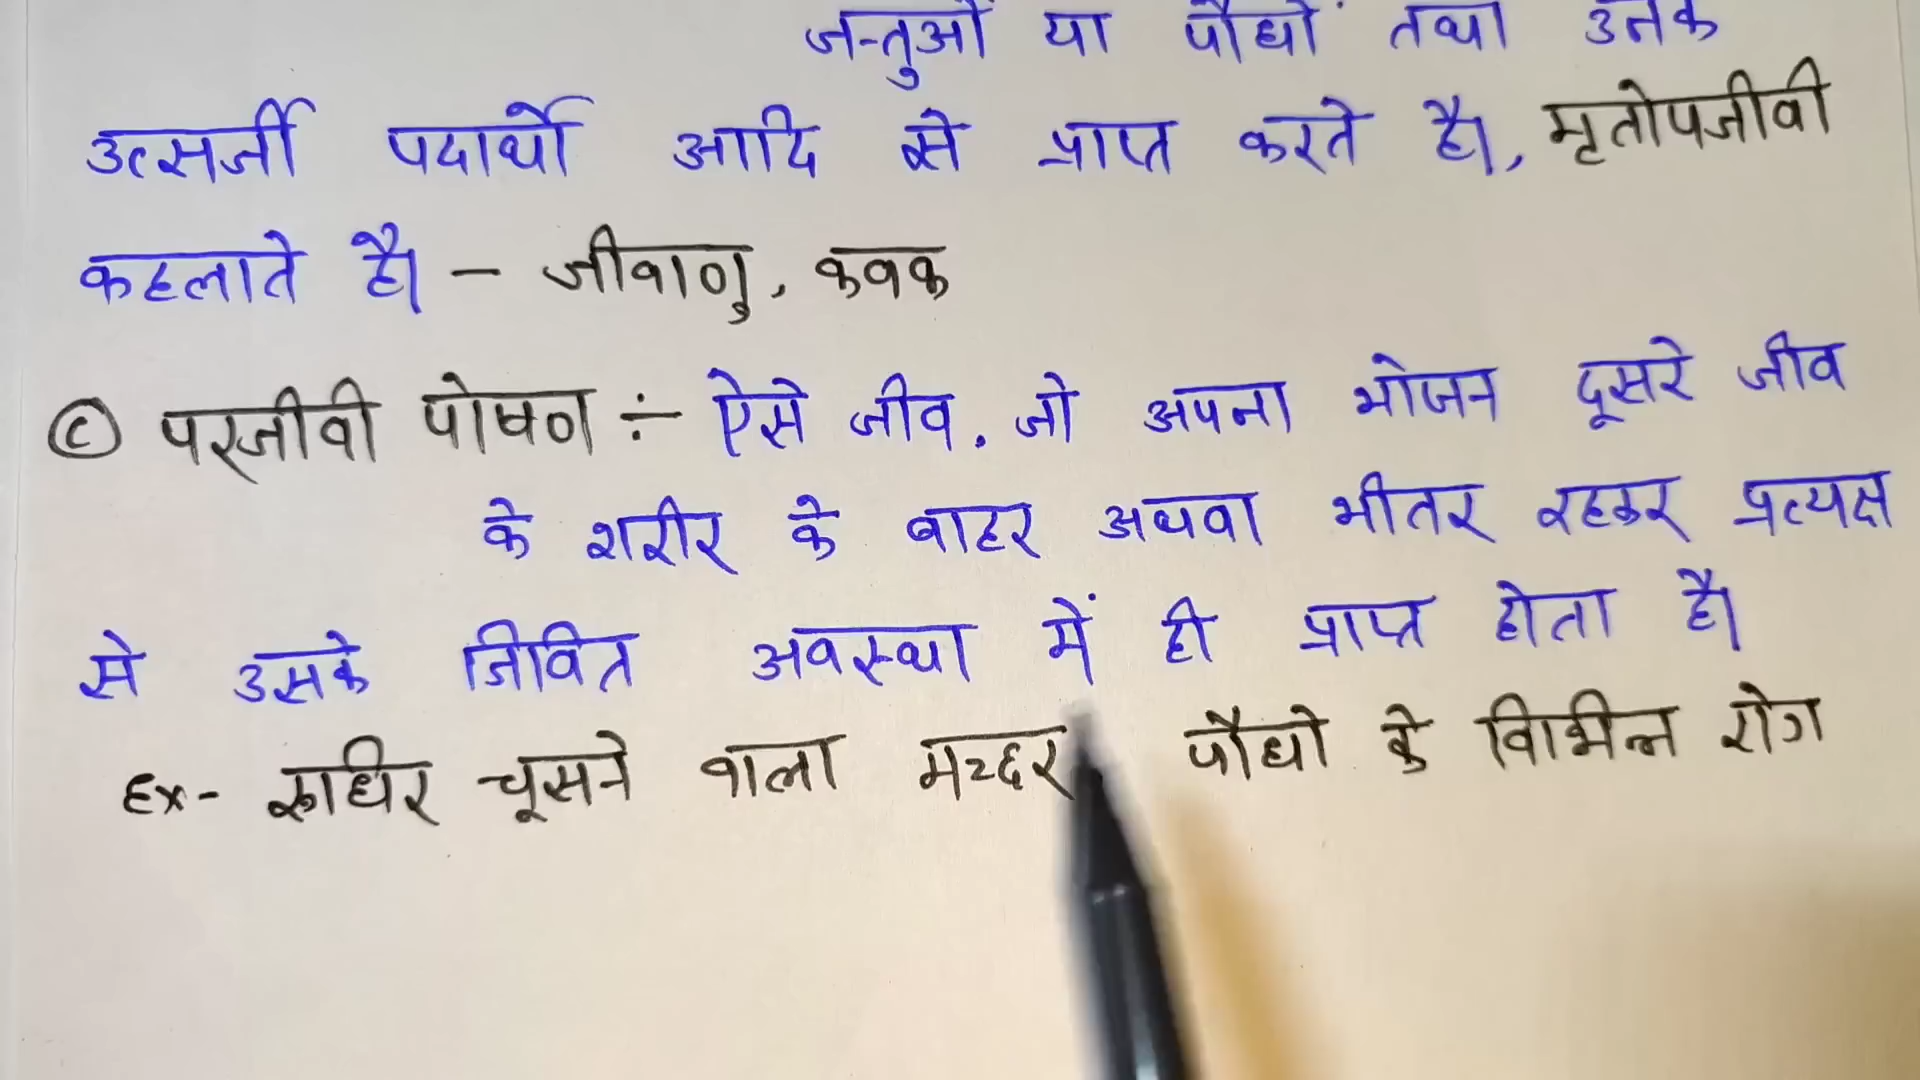 जन्तुओं या पौधों तथा उनके
उत्सर्जी पदार्थो आदि से प्राप्त करते है।, मृतोपजीवी
कहलाते है। - जीवाणु, कवक
(c) परजीवी पोषण ÷ ऐसे जीव, जो अपना भोजन दूसरे जीव
के शरीर के बाहर अथवा भीतर रहकर प्रत्यक्ष
से उसके जिवित अवस्था में ही प्राप्त होता है।
Ex- रूधिर चूसने वाला मच्छर पौधो के विभिन्न रोग